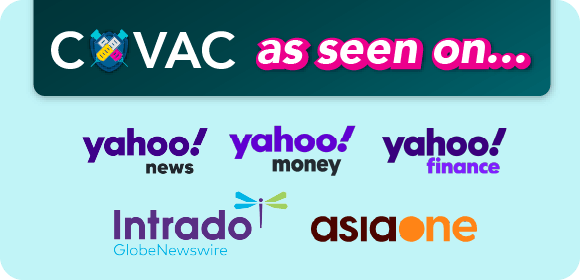 COVAC as seen on...
yahoo! yahoo! yahoo!
news money finance
Intrado asiaone
GlobeNewswire